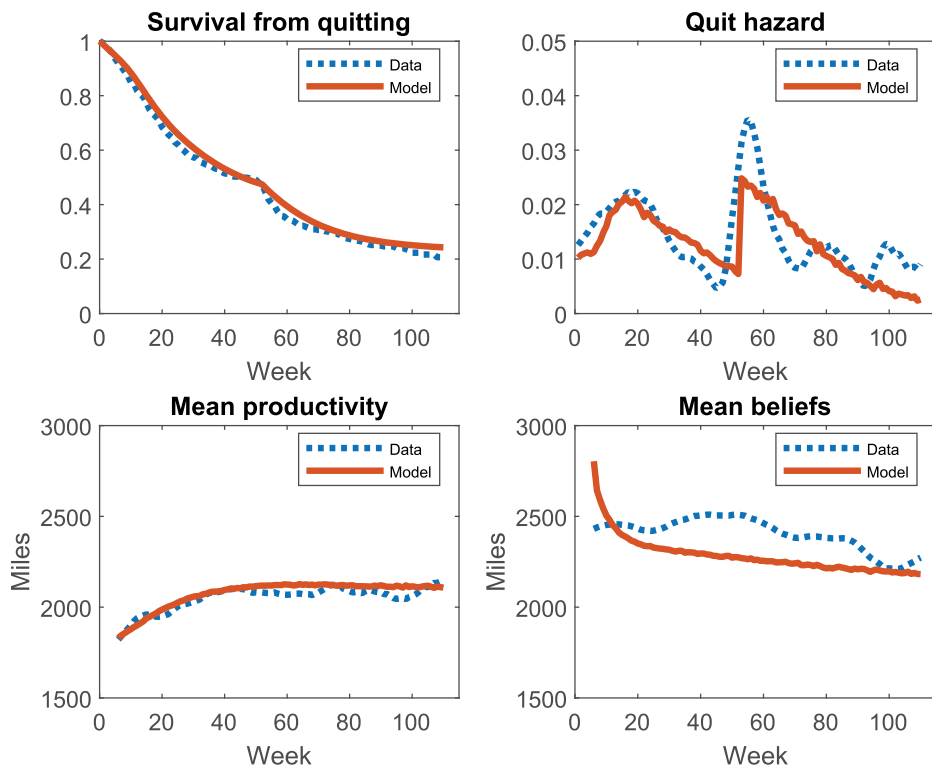 Survival from quitting
1
0.8
0.6
0.4
0.2
0
0 20 40 60 80 100
Week
Data
Model
Quit hazard
0.05
0.04
0.03
0.02
0.01
0
0 20 40 60 80 100
Week
Data
Model
Mean productivity
3000
2500
2000
1500
Miles
0 20 40 60 80 100
Week
Data
Model
Mean beliefs
3000
2500
2000
1500
Miles
0 20 40 60 80 100
Week
Data
Model